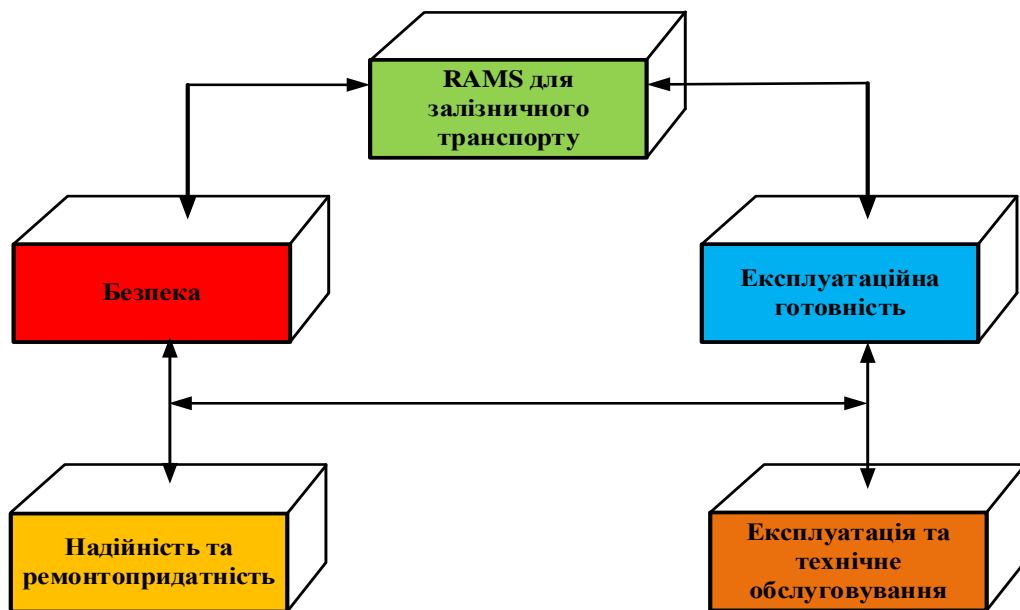 RAMS для
залізничного
транспорту
Безпека
Експлуатаційна
готовність
Надійність та
ремонтопридатність
Експлуатація та
технічне
обслуговування